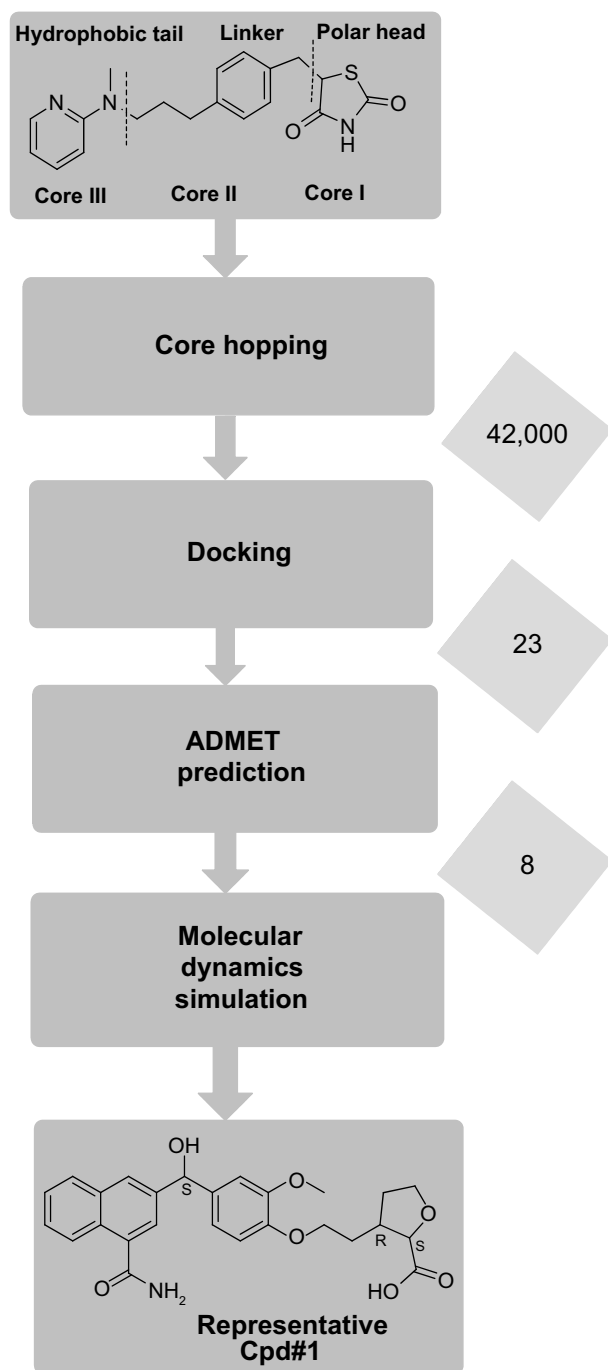 Hydrophobic tail Linker Polar head
N
N
S
O
O
N
H
Core III Core II Core I
Core hopping
42,000
Docking
23
ADMET
prediction
8
Molecular
dynamics
simulation
OH
S
O
O
O
R
S
O
NH2
HO
O
Representative
Cpd#1